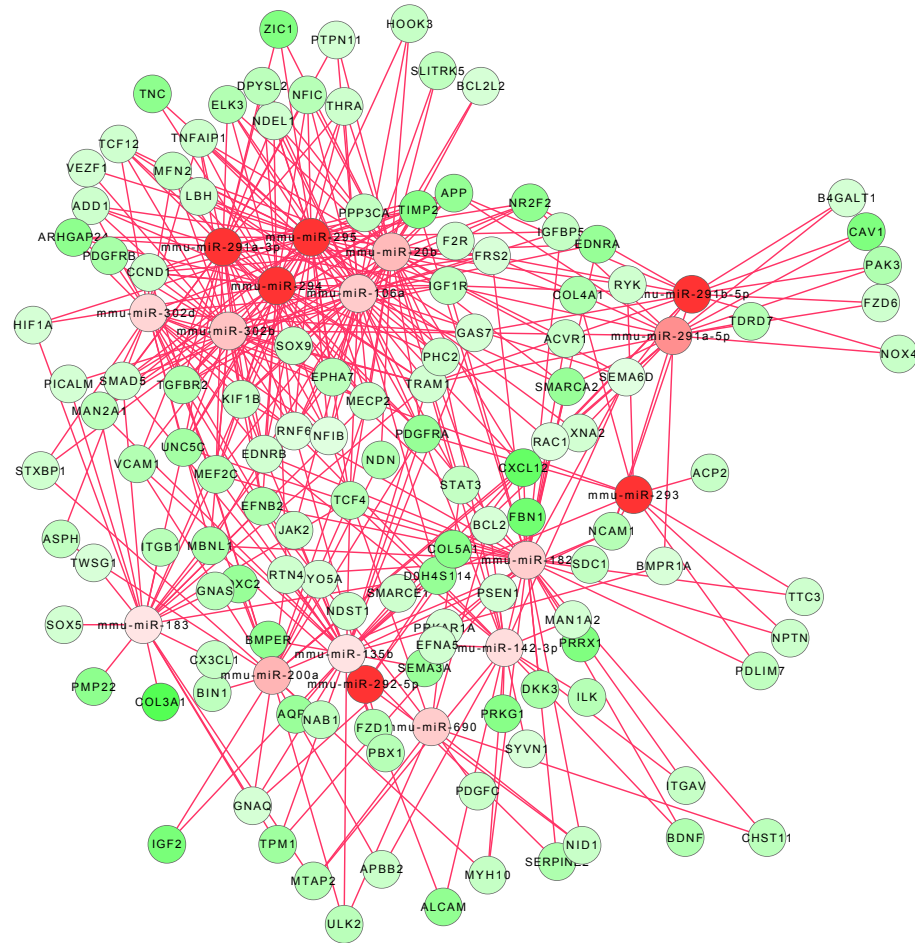 ZIC1
PTPN11
HOOK3
SLITRK5
BCL2L2
TNC
DPYSL2
NFIC
ELK3
THRA
NDEL1
TNFAIP1
TCF12
VEZF1
MFN2
LBH
ADD1
ARHGAP24
PDGFRB
CCND1
PPP3CA
TIMP2
APP
NR2F2
B4GALT1
CAV1
PAK3
FZD6
NOX4
TDRD7
mmu-miR-291a-3p
mmu-miR-295
mmu-miR-20b
F2R
FRS2
IGFBP5
EDNRA
RYK
mmu-miR-294
mmu-miR-106a
IGF1R
COL4A1
mmu-miR-291b-5p
mmu-miR-302d
mmu-miR-302b
GAS7
ACVR1
mmu-miR-291a-5p
HIF1A
SOX9
PHC2
TRAM1
SEMA6D
SMARCA2
PICALM
SMAD5
TGFBR2
KIF1B
EPHA7
MECP2
MAN2A1
UNC5C
RNF6
NFIB
PDGFRA
RAC1
XNA2
STXBP1
VCAM1
MEF2C
EDNRB
NDN
CXCL12
ACP2
STAT3
mmu-miR-293
EFNB2
TCF4
FBN1
ASPH
ITGB1
MBNL1
JAK2
BCL2
NCAM1
TWSG1
GNAS
OXC2
RTN4
YO5A
COL5A1
mmu-miR-182
SDC1
BMPR1A
D0H4S114
SMARCE1
PSEN1
TTC3
SOX5
mmu-miR-183
NDST1
PRKAR1A
MAN1A2
NPTN
BMPER
EFNA5
PRRX1
PDLIM7
mmu-miR-135b
mmu-miR-142-3p
CX3CL1
BIN1
mmu-miR-200a
mmu-miR-292-5p
SEMA3A
PMP22
COL3A1
DKK3
ILK
NAB1
FZD1
mmu-miR-690
PRKG1
SYVN1
PBX1
ITGAV
GNAQ
PDGFC
IGF2
TPM1
BDNF
CHST11
NID1
MTAP2
APBB2
MYH10
ALCAM
ULK2